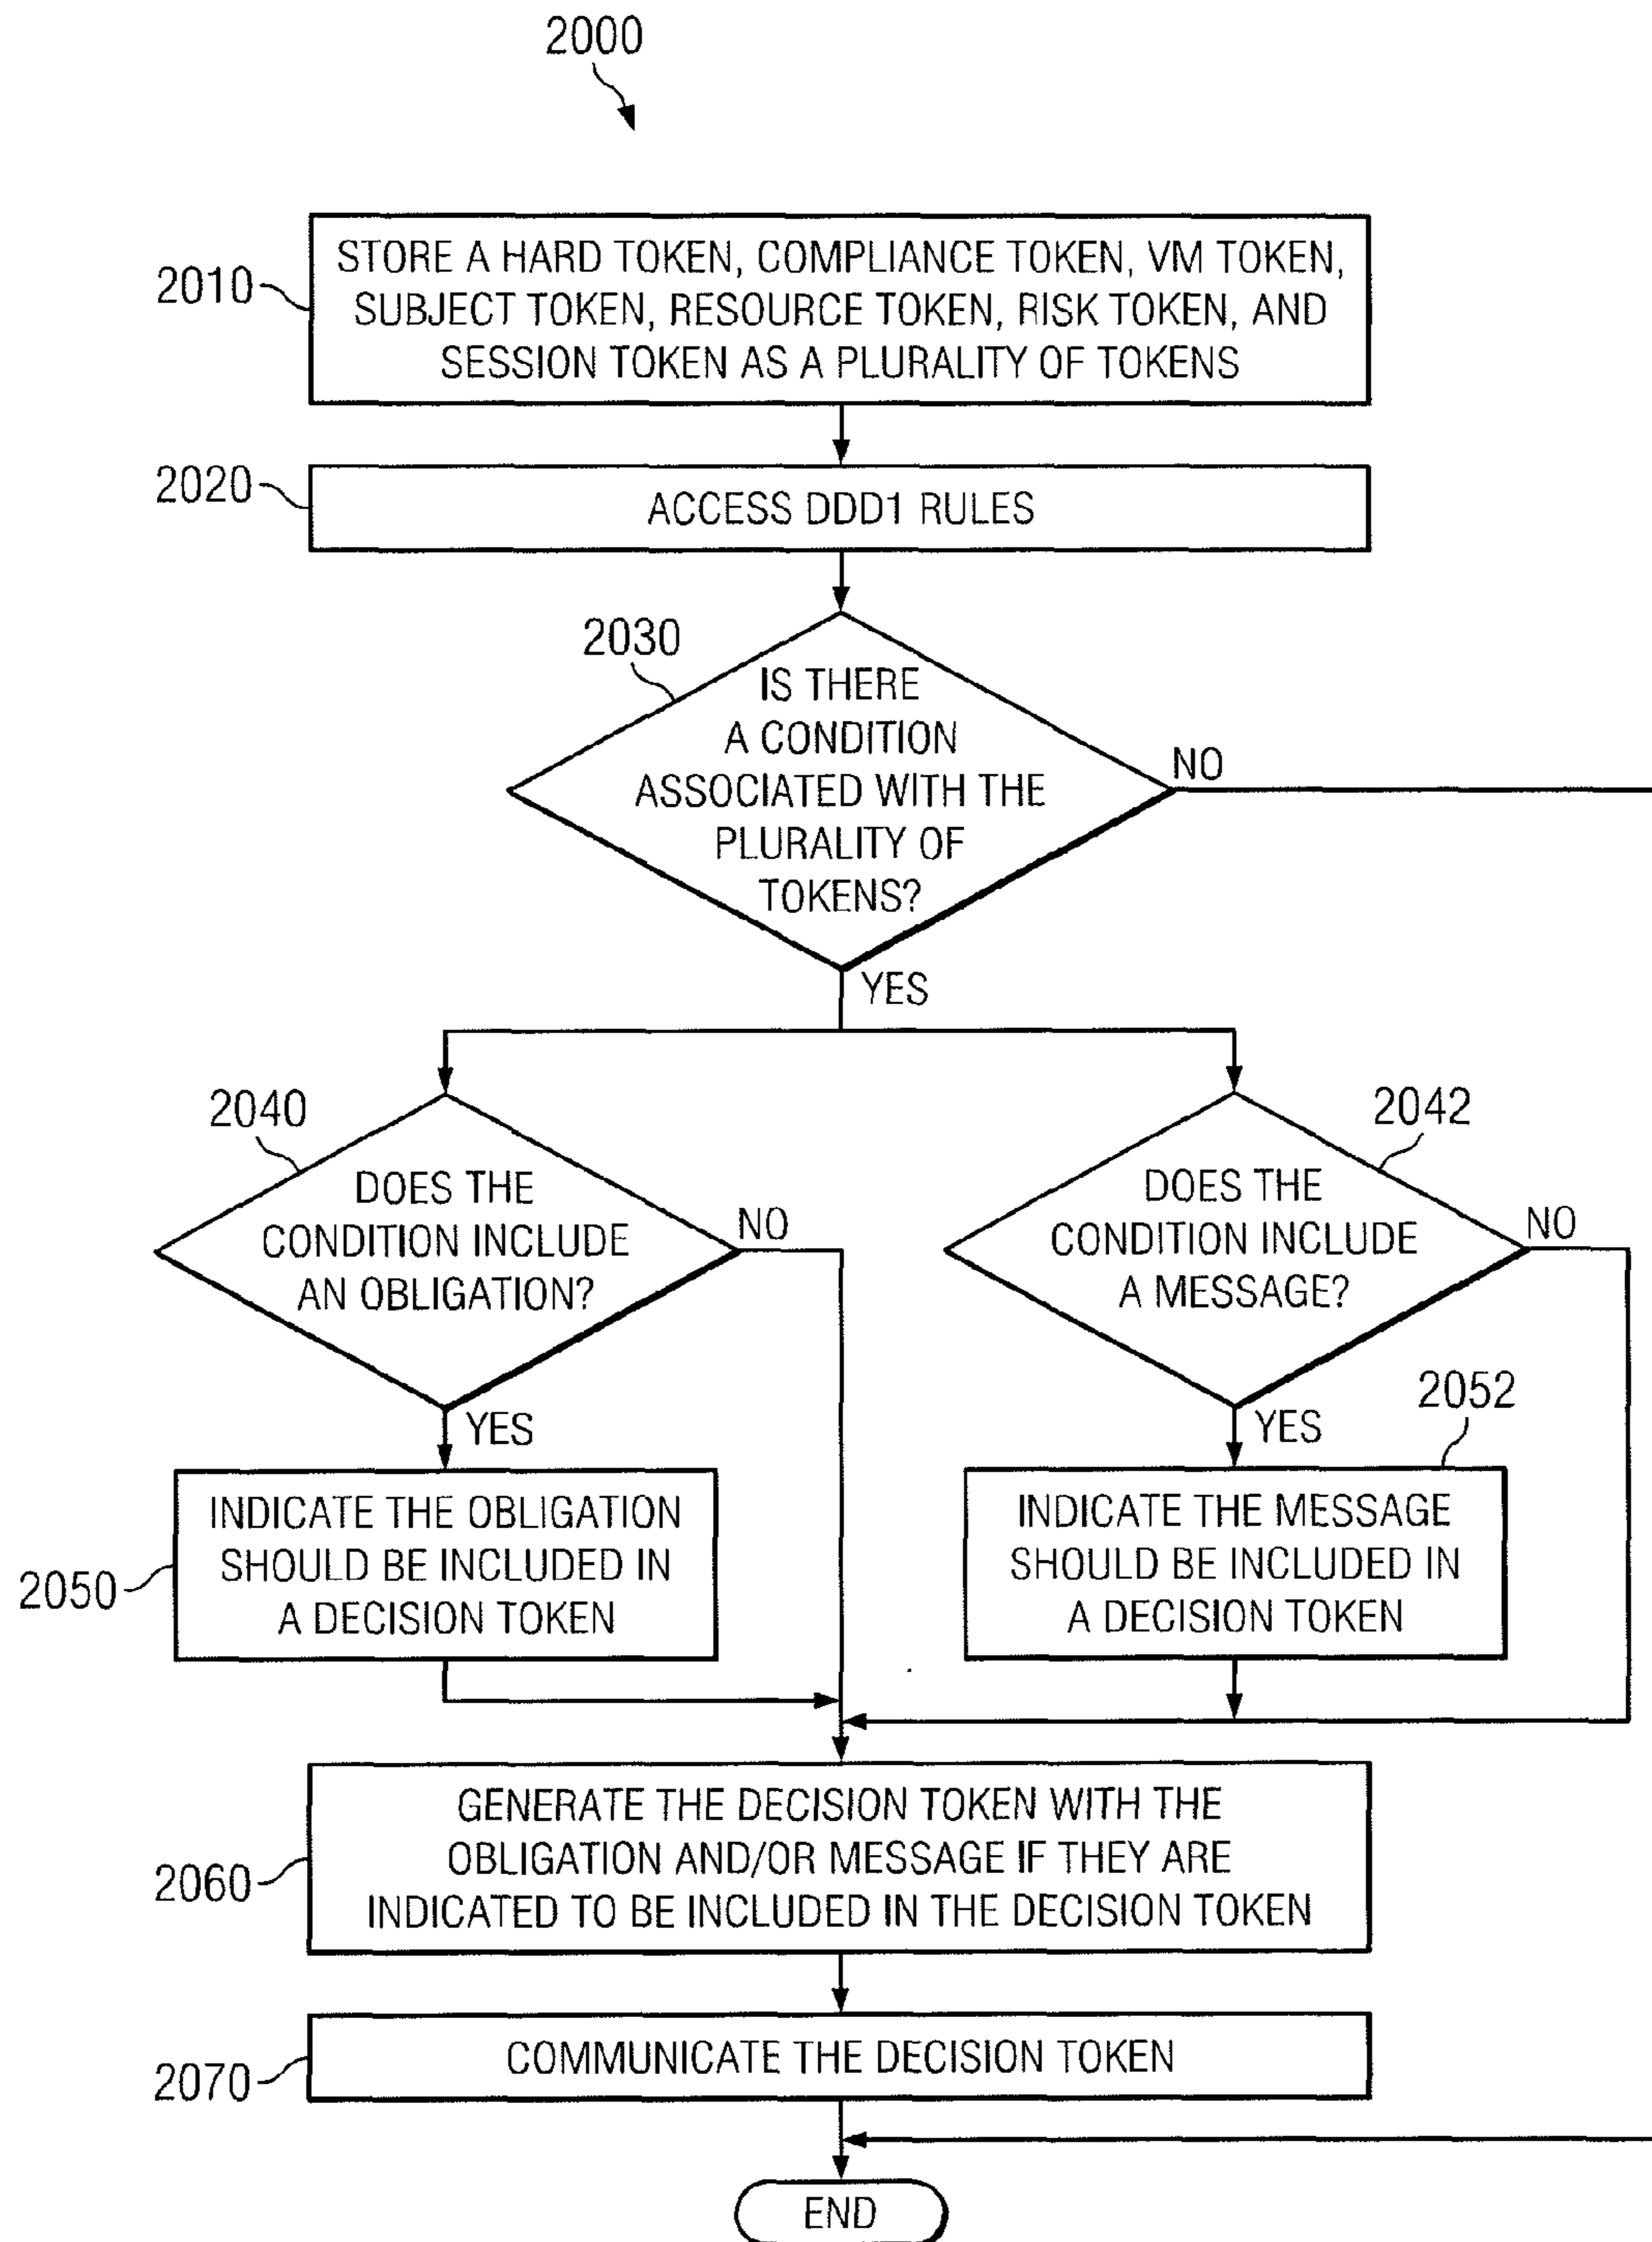 2000
2010
STORE A HARD TOKEN, COMPLIANCE TOKEN, VM TOKEN,
SUBJECT TOKEN, RESOURCE TOKEN, RISK TOKEN, AND
SESSION TOKEN AS A PLURALITY OF TOKENS
2020
ACCESS DDD1 RULES
2030
IS THERE
A CONDITION
ASSOCIATED WITH THE
PLURALITY OF
TOKENS?
NO
YES
2040
DOES THE
CONDITION INCLUDE
AN OBLIGATION?
NO
YES
2042
DOES THE
CONDITION INCLUDE
A MESSAGE?
NO
YES
2050
INDICATE THE OBLIGATION
SHOULD BE INCLUDED IN
A DECISION TOKEN
2052
INDICATE THE MESSAGE
SHOULD BE INCLUDED IN
A DECISION TOKEN
2060
GENERATE THE DECISION TOKEN WITH THE
OBLIGATION AND/OR MESSAGE IF THEY ARE
INDICATED TO BE INCLUDED IN THE DECISION TOKEN
2070
COMMUNICATE THE DECISION TOKEN
END